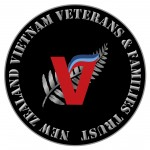 NEW ZEALAND VIETNAM VETERANS & FAMILIES TRUST
V